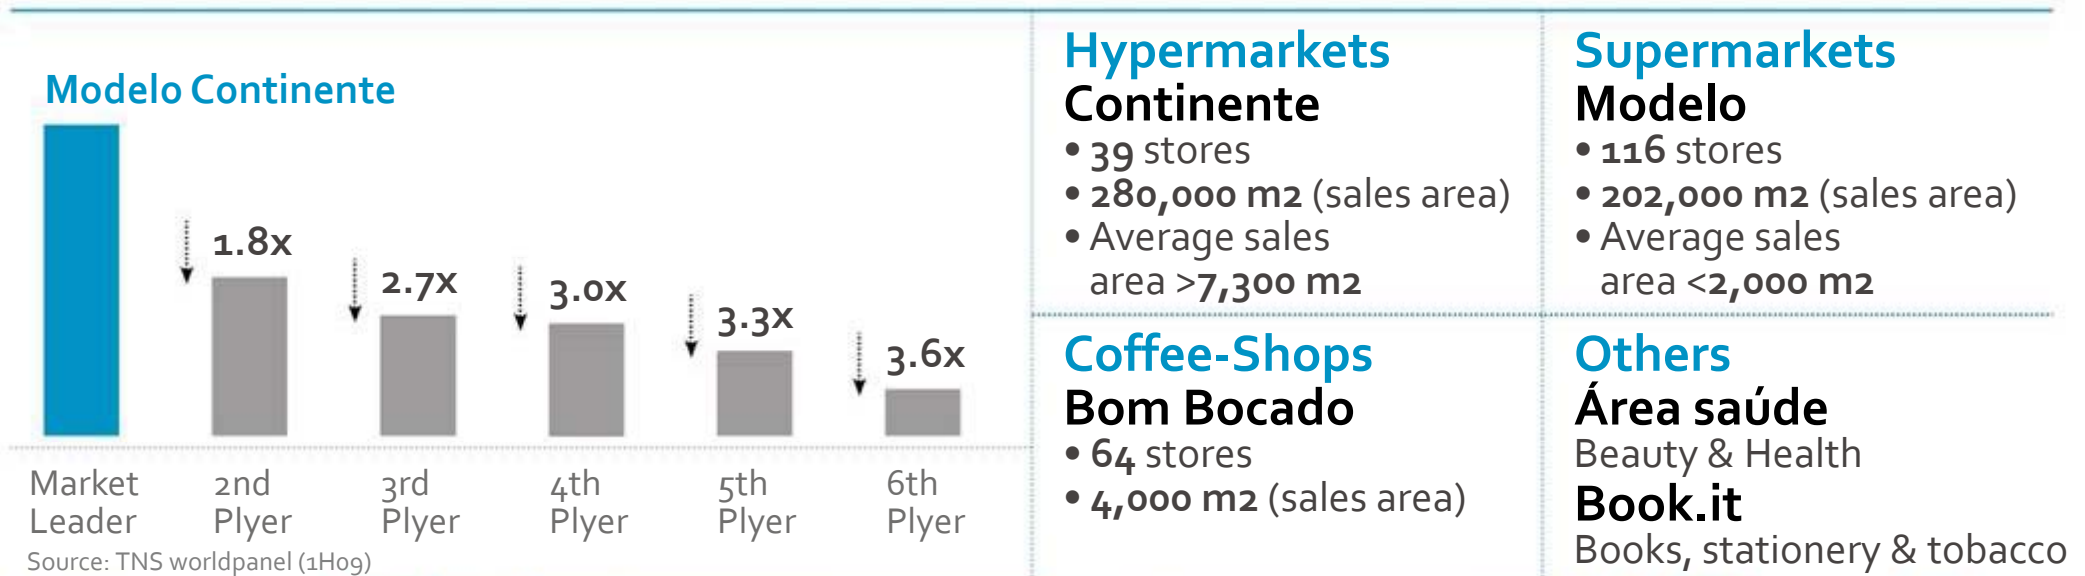 Modelo Continente
1.8x
2.7x
3.0x
3.3x
3.6x
Market Leader
2nd Plyer
3rd Plyer
4th Plyer
5th Plyer
6th Plyer
Source: TNS worldpanel (1H09)
Hypermarkets
Continente
• 39 stores
• 280,000 m2 (sales area)
• Average sales
area >7,300 m2
Supermarkets
Modelo
• 116 stores
• 202,000 m2 (sales area)
• Average sales
area <2,000 m2
Coffee-Shops
Bom Bocado
• 64 stores
• 4,000 m2 (sales area)
Others
Área saúde
Beauty & Health
Book.it
Books, stationery & tobacco